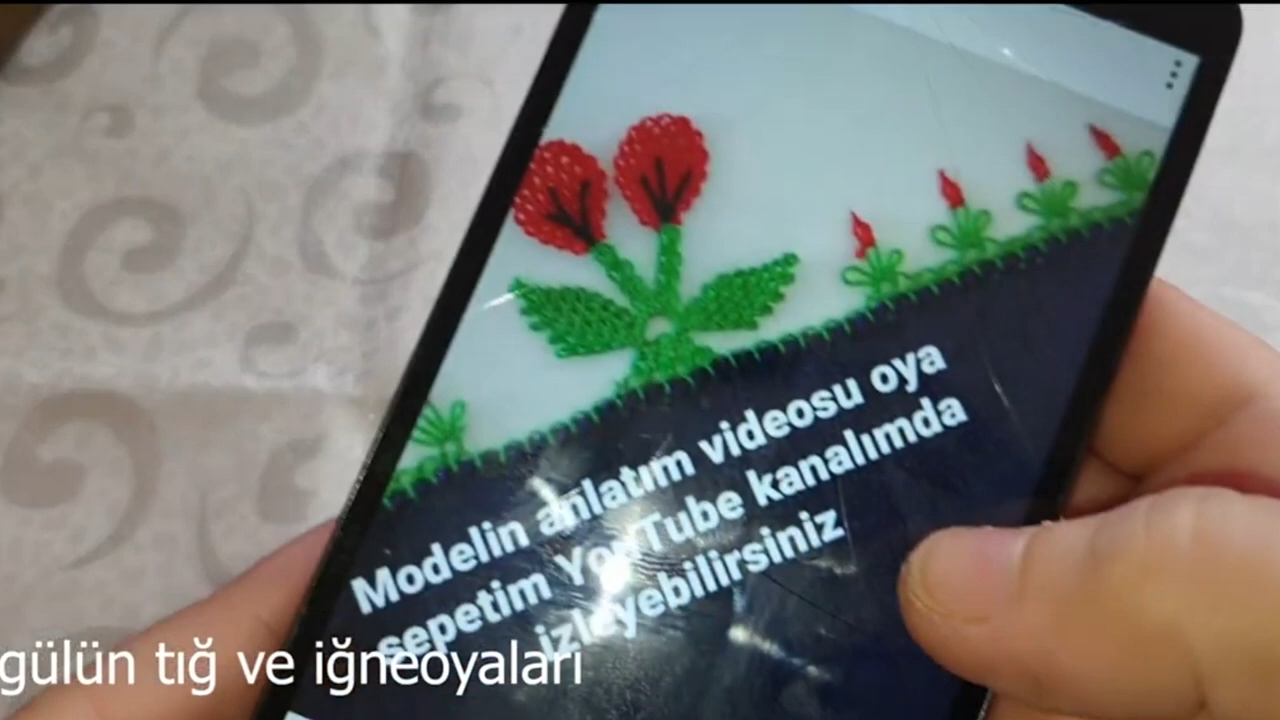 Modelin anlatım videosu oya
sepetim YouTube kanalımda
izleyebilirsiniz
gülün tığ ve iğneoyaları